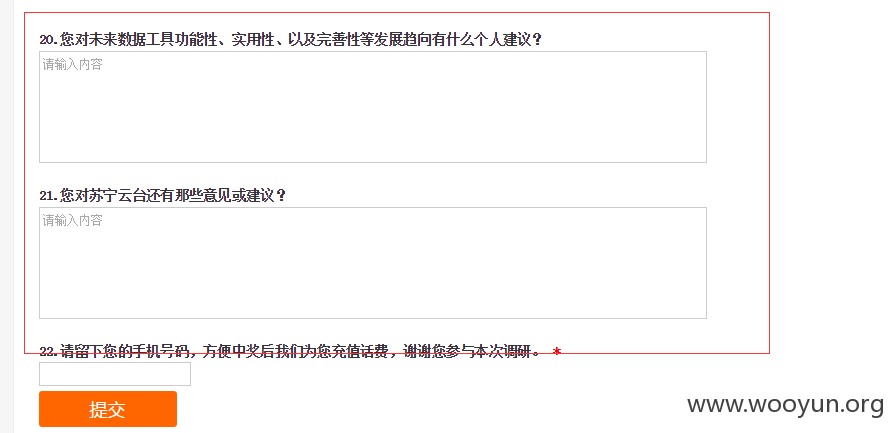 20.您对未来数据工具功能性、实用性、以及完善性等发展趋向有什么个人建议？
请输入内容
21.您对苏宁云台还有那些意见或建议？
请输入内容
22.请留下您的手机号码，方便中奖后我们为您充值话费，谢谢您参与本次调研。 *
提交
www.wooyun.org